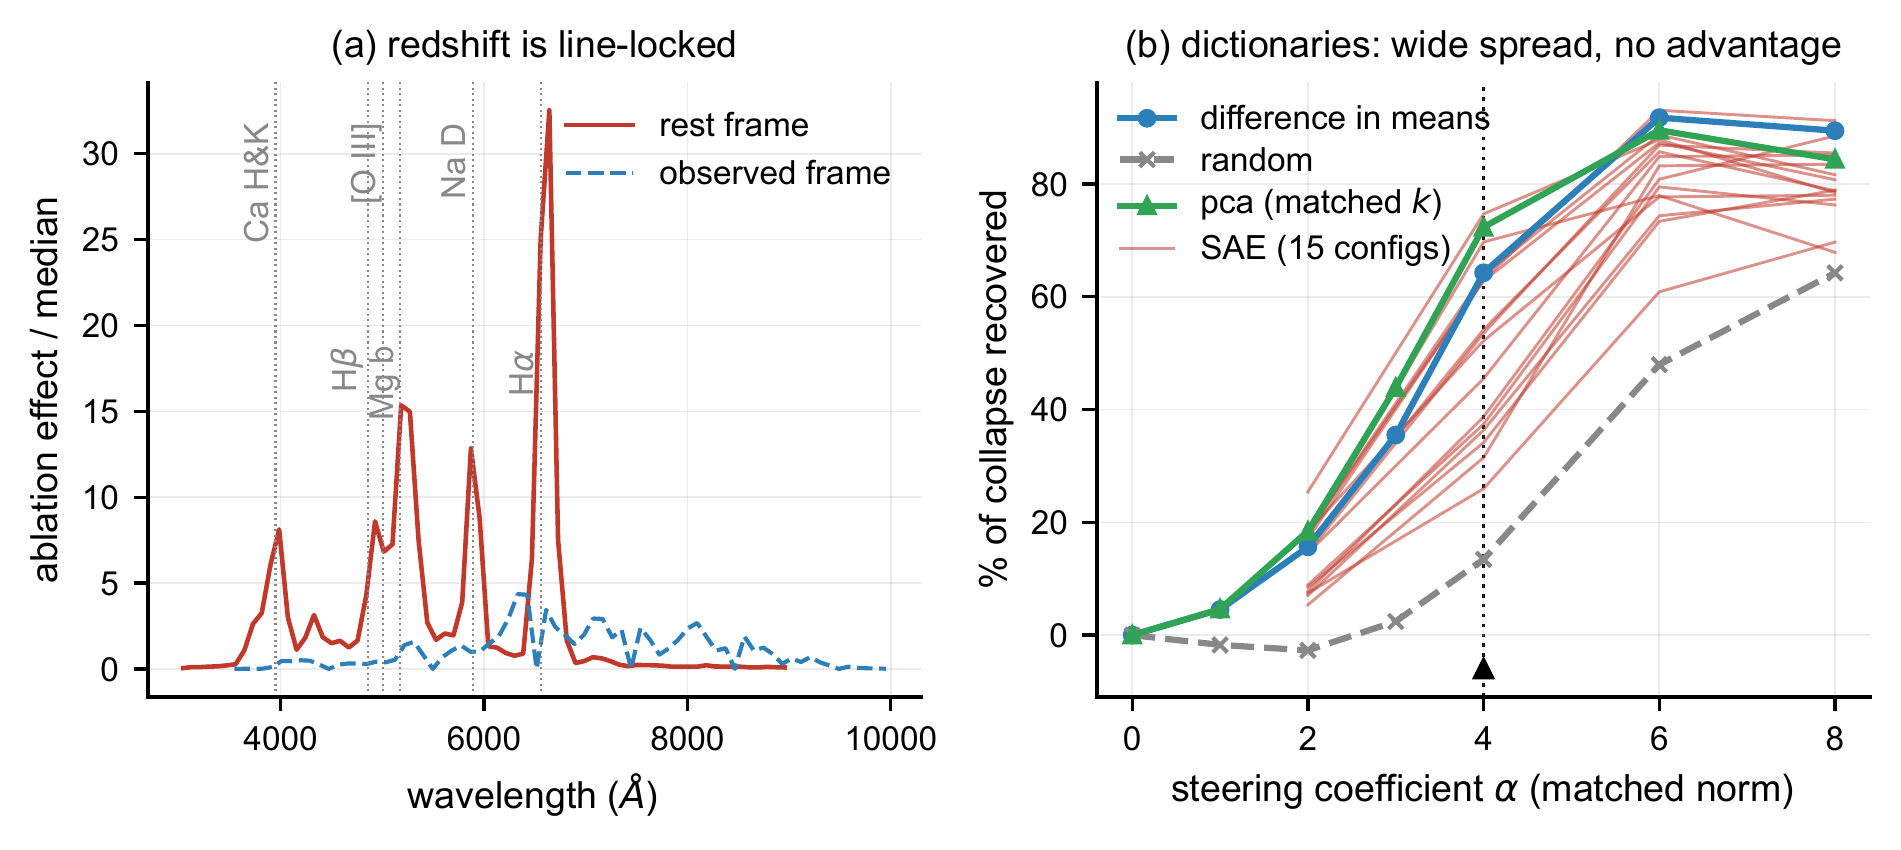 (a) redshift is line-locked
ablation effect / median
30
25
20
15
10
5
0
Ca H&K
Hβ
[O III]
Mg b
Na D
Hα
rest frame
observed frame
4000
6000
8000
10000
wavelength (Å)
(b) dictionaries: wide spread, no advantage
% of collapse recovered
80
60
40
20
0
difference in means
random
pca (matched k)
SAE (15 configs)
0
2
4
6
8
steering coefficient α (matched norm)